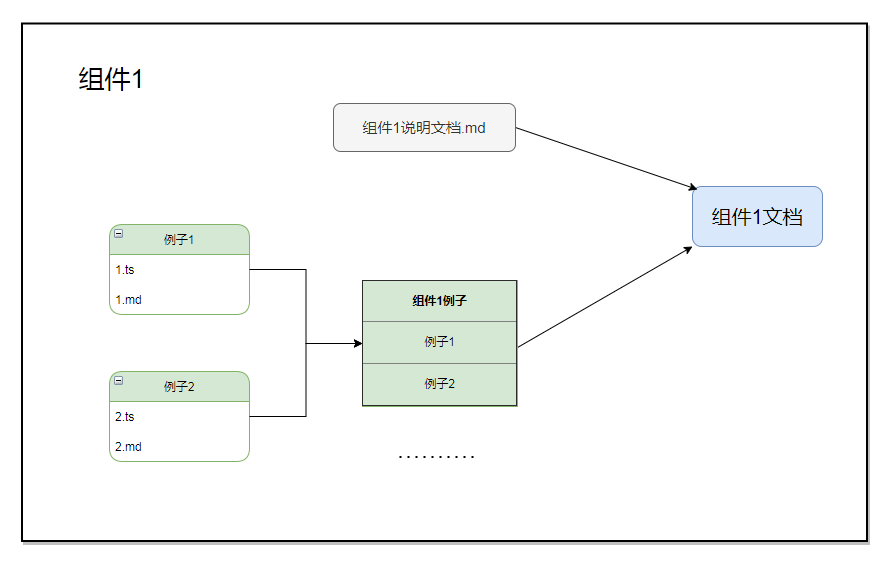 组件1
组件1说明文档.md
组件1文档
例子1
1.ts
1.md
组件1例子
例子1
例子2
例子2
2.ts
2.md
..........